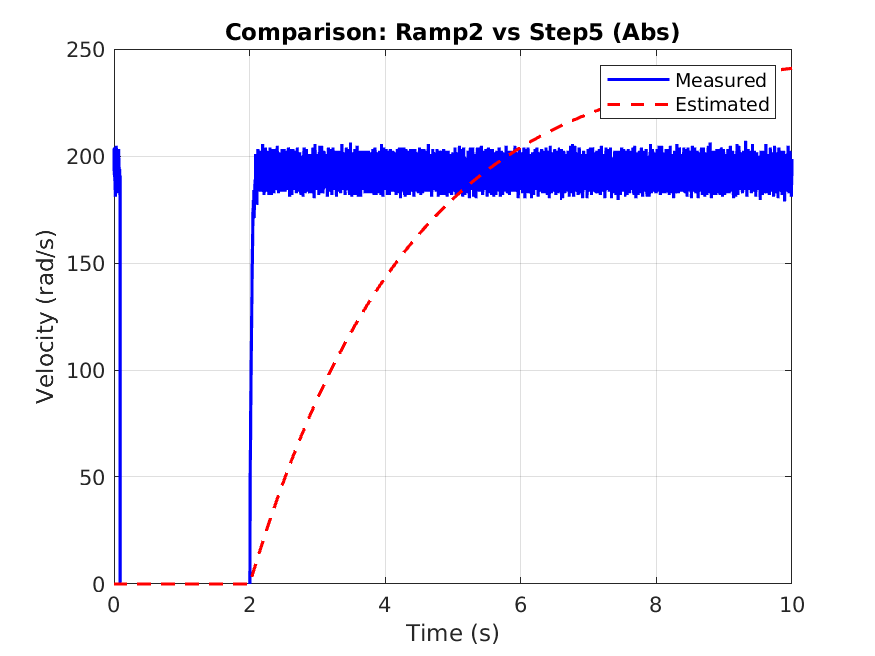 Comparison: Ramp2 vs Step5 (Abs)
250
200
150
100
50
0
Velocity (rad/s)
Measured
Estimated
0 2 4 6 8 10
Time (s)